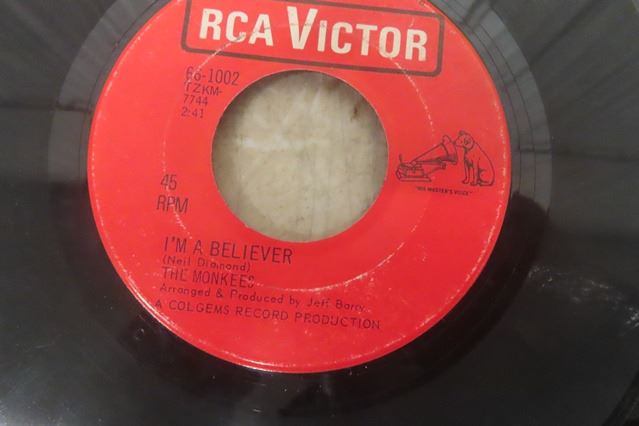 RCA VICTOR
66-1002
TZKM-
7744
2:41
"HIS MASTER'S VOICE"
45
RPM
I'M A BELIEVER
(Neil Diamond)
THE MONKEES
Arranged & Produced by Jeff Barry
A COLGEMS RECORD PRODUCTION